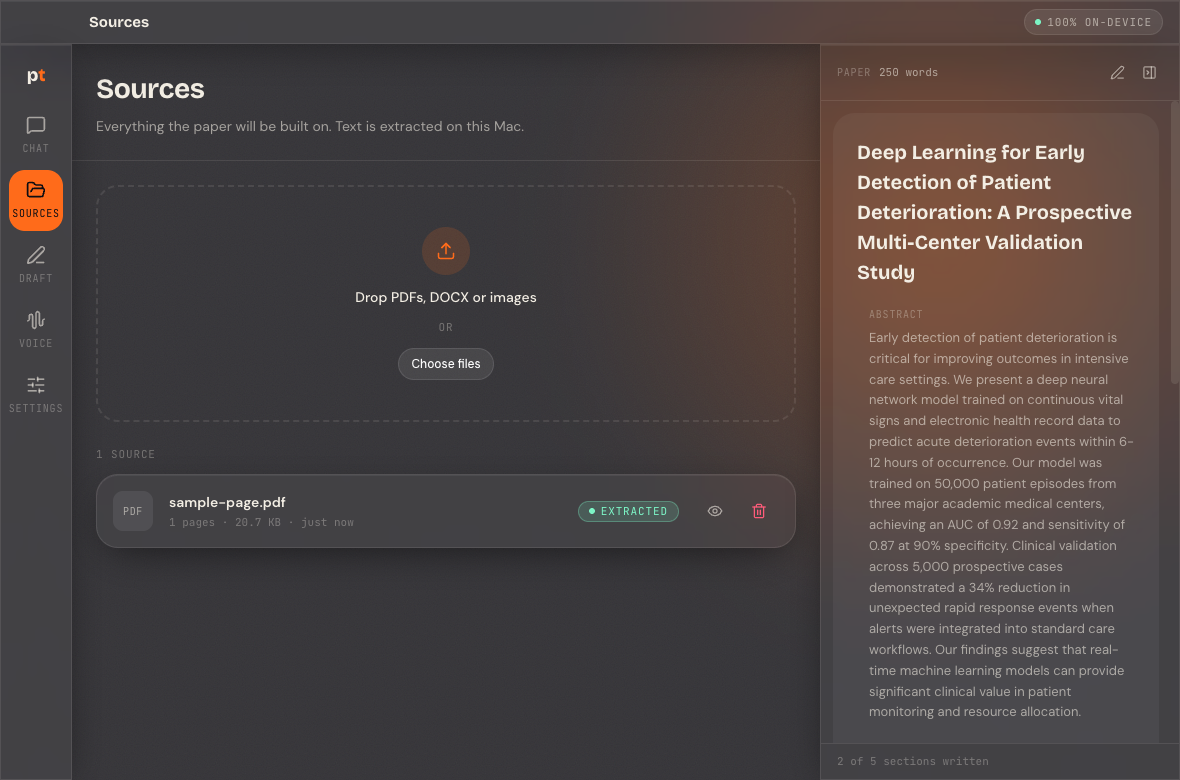 Sources
100% ON-DEVICE
pt
CHAT
SOURCES
DRAFT
VOICE
SETTINGS
Sources
Everything the paper will be built on. Text is extracted on this Mac.
Drop PDFs, DOCX or images
OR
Choose files
1 SOURCE
PDF
sample-page.pdf
1 pages · 20.7 KB · just now
EXTRACTED
PAPER 250 words
Deep Learning for Early
Detection of Patient
Deterioration: A Prospective
Multi-Center Validation
Study
ABSTRACT
Early detection of patient deterioration is
critical for improving outcomes in intensive
care settings. We present a deep neural
network model trained on continuous vital
signs and electronic health record data to
predict acute deterioration events within 6–
12 hours of occurrence. Our model was
trained on 50,000 patient episodes from
three major academic medical centers,
achieving an AUC of 0.92 and sensitivity of
0.87 at 90% specificity. Clinical validation
across 5,000 prospective cases
demonstrated a 34% reduction in
unexpected rapid response events when
alerts were integrated into standard care
workflows. Our findings suggest that real-
time machine learning models can provide
significant clinical value in patient
monitoring and resource allocation.
2 of 5 sections written